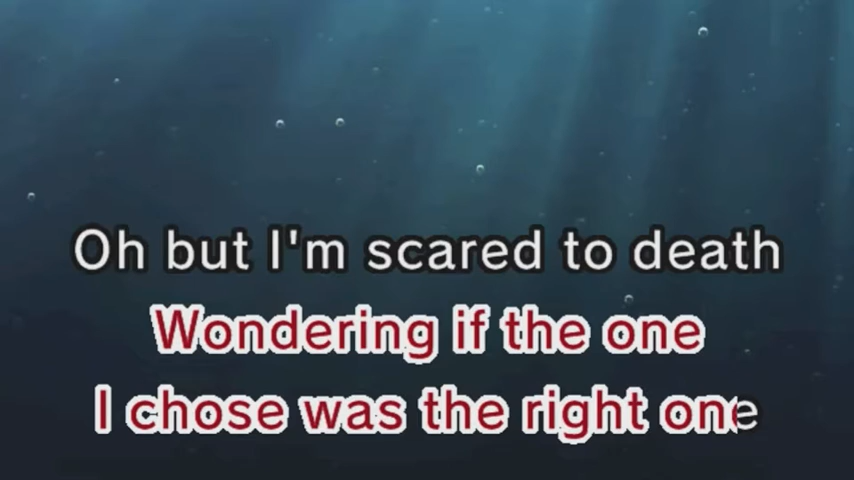 Oh but I'm scared to death
Wondering if the one
I chose was the right one